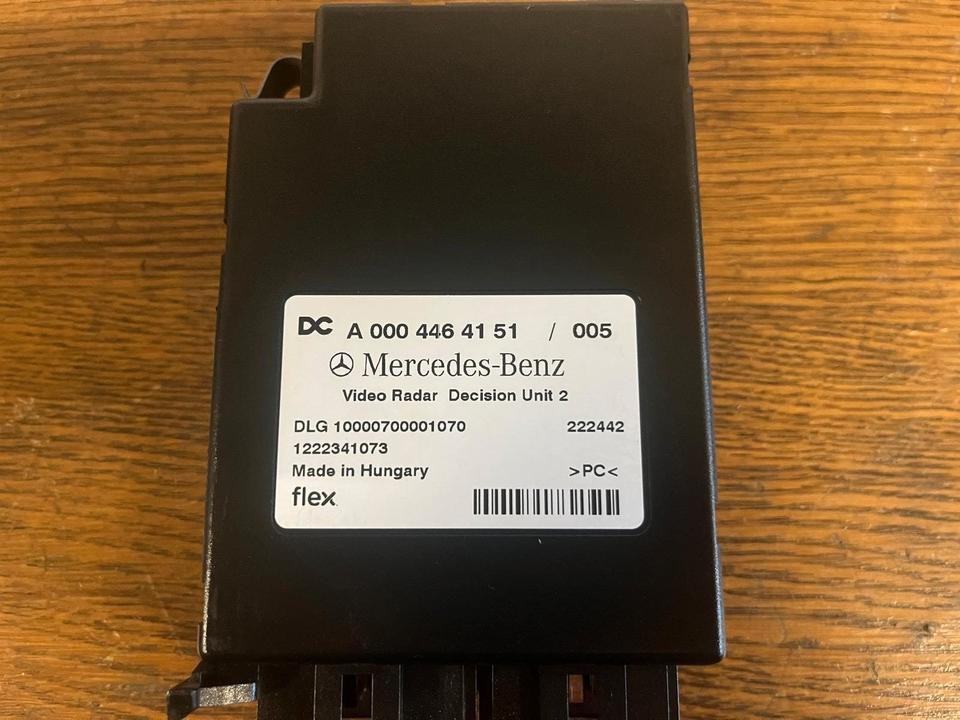 DC A 000 446 41 51 / 005
Mercedes-Benz
Video Radar Decision Unit 2
DLG 10000700001070 222442
1222341073
Made in Hungary >PC<
flex.